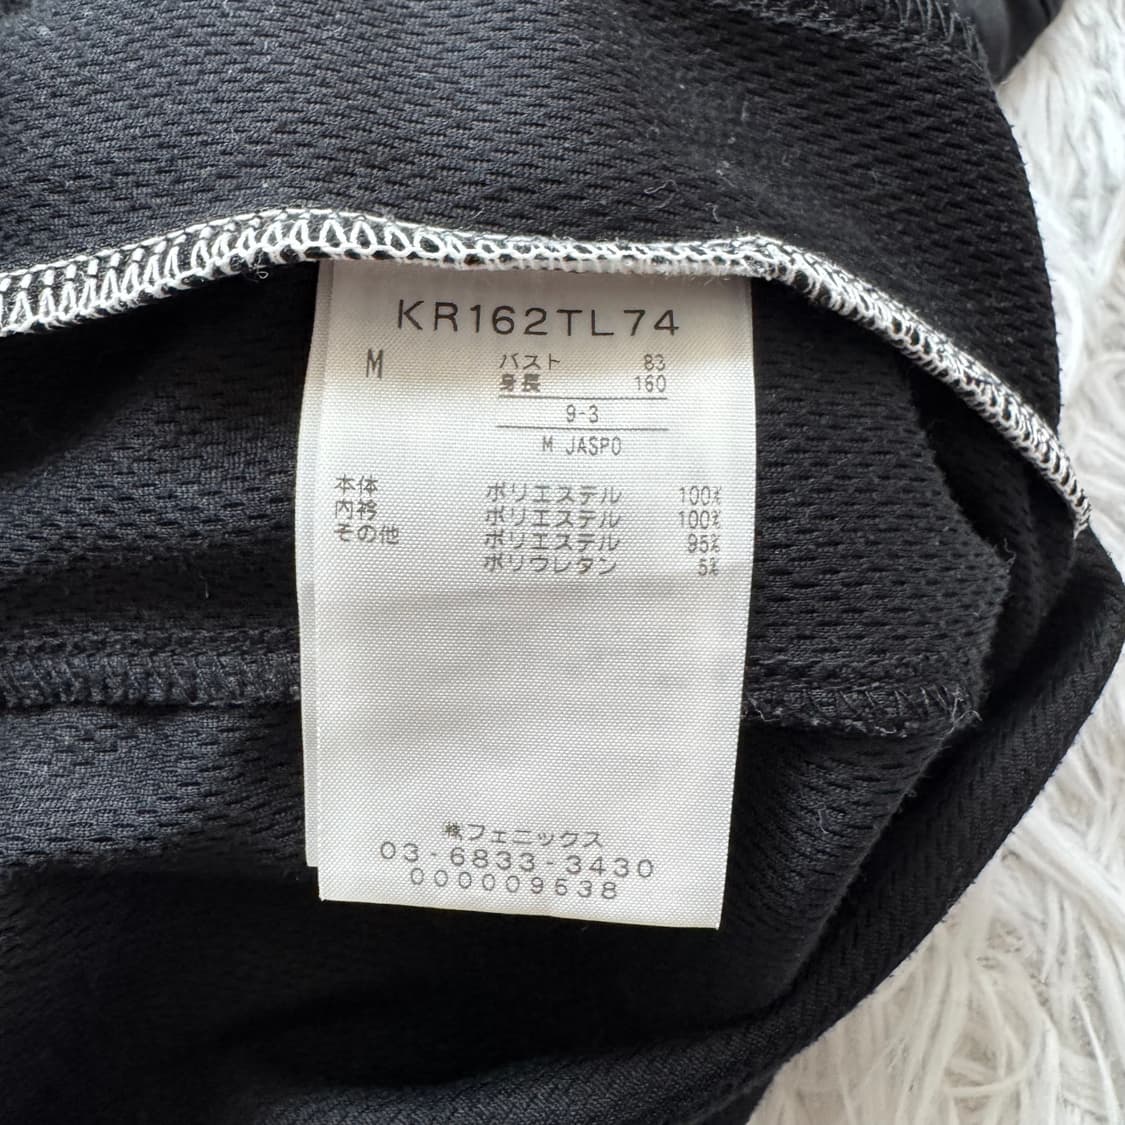 KR162TL74
M バスト 83
身長 160
9-3
M JASPO
本体 ポリエステル 100%
内衿 ポリエステル 100%
その他 ポリエステル 95%
ポリウレタン 5%
㈱フェニックス
03-6833-3430
000009638